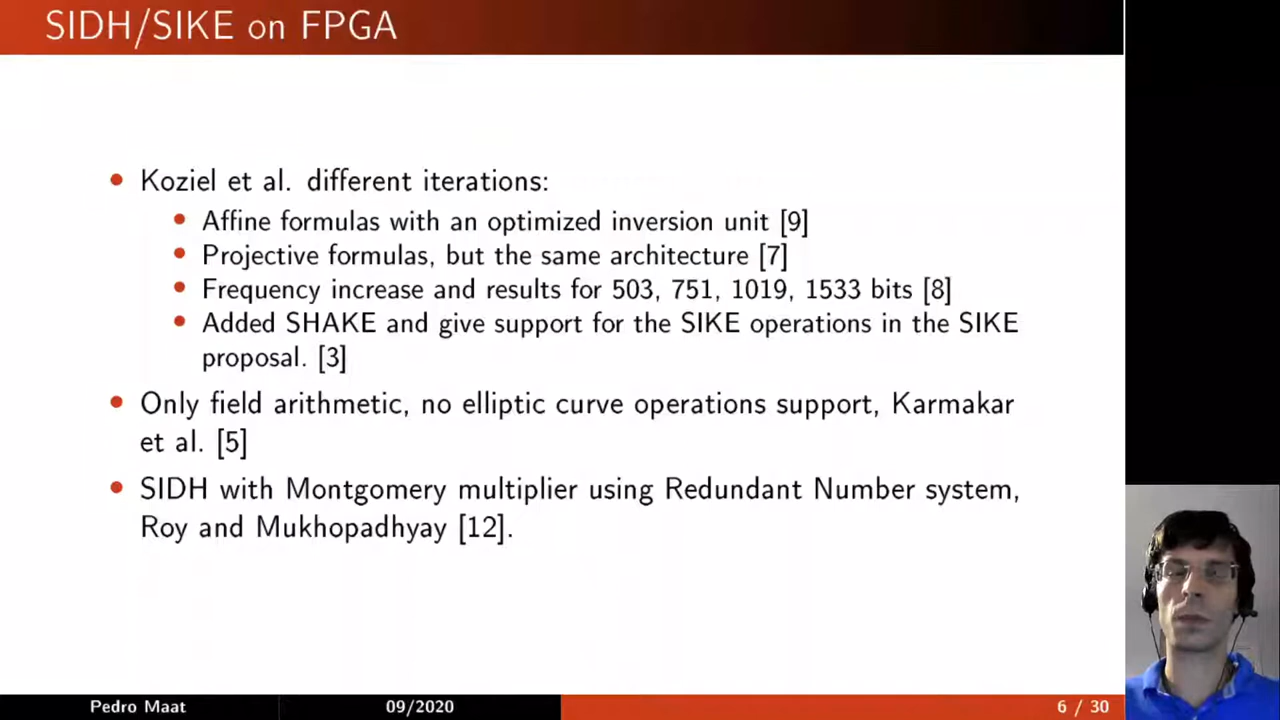 SIDH/SIKE on FPGA
• Koziel et al. different iterations:
• Affine formulas with an optimized inversion unit [9]
• Projective formulas, but the same architecture [7]
• Frequency increase and results for 503, 751, 1019, 1533 bits [8]
• Added SHAKE and give support for the SIKE operations in the SIKE
proposal. [3]
• Only field arithmetic, no elliptic curve operations support, Karmakar
et al. [5]
• SIDH with Montgomery multiplier using Redundant Number system,
Roy and Mukhopadhyay [12].
Pedro Maat 09/2020 6 / 30